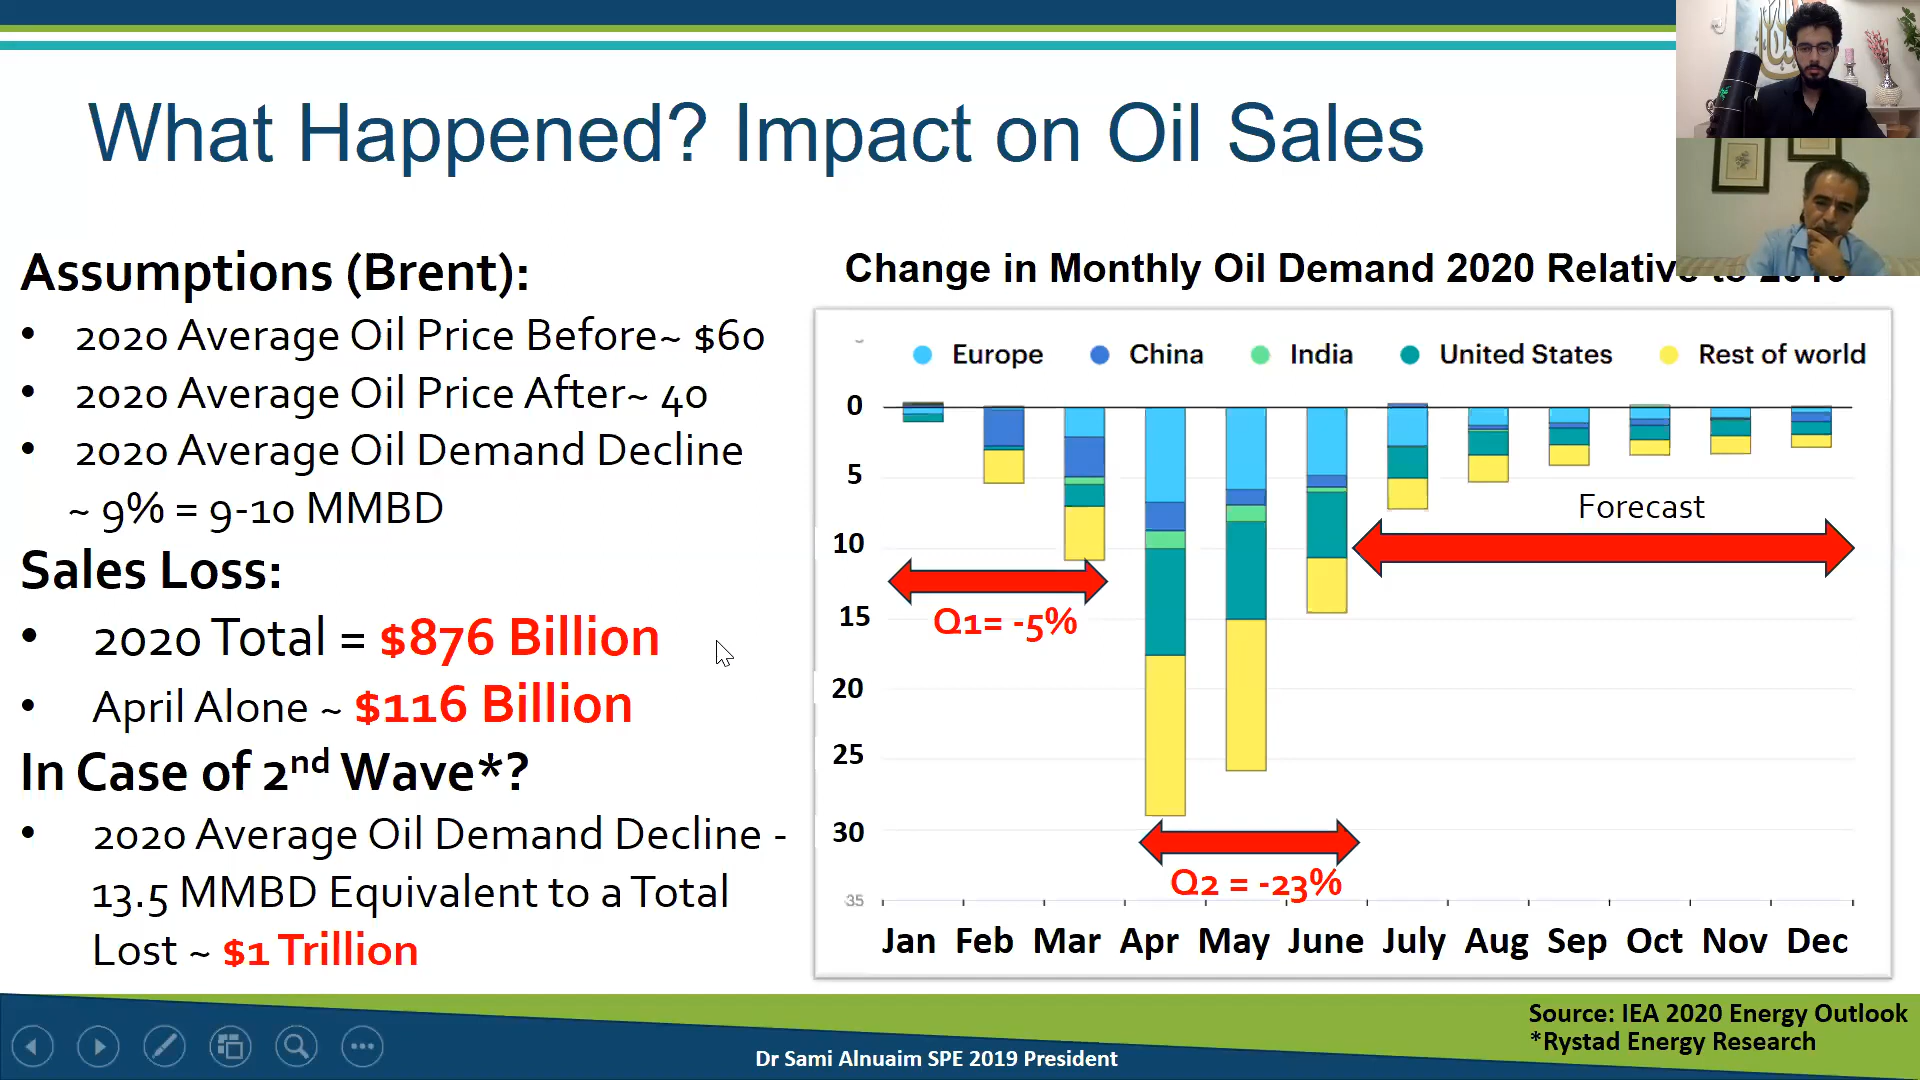 What Happened? Impact on Oil Sales
Assumptions (Brent):
• 2020 Average Oil Price Before~ $60
• 2020 Average Oil Price After~ 40
• 2020 Average Oil Demand Decline
~ 9% = 9-10 MMBD
Sales Loss:
• 2020 Total = $876 Billion
• April Alone ~ $116 Billion
In Case of 2nd Wave*?
• 2020 Average Oil Demand Decline -
13.5 MMBD Equivalent to a Total
Lost ~ $1 Trillion
Change in Monthly Oil Demand 2020 Relative
Europe China India United States Rest of world
0
5
10
15
20
25
30
35
Forecast
Q1= -5%
Q2 = -23%
Jan Feb Mar Apr May June July Aug Sep Oct Nov Dec
Source: IEA 2020 Energy Outlook
*Rystad Energy Research
Dr Sami Alnuaim SPE 2019 President